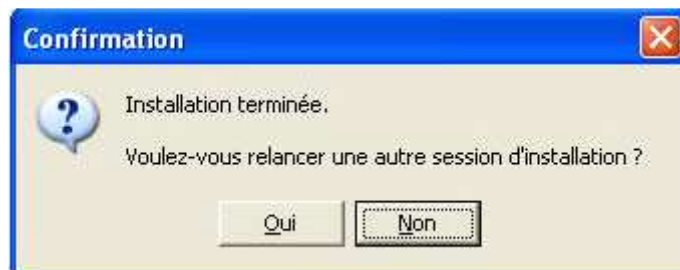 Confirmation
?
Installation terminée.
Voulez-vous relancer une autre session d'installation ?
Oui
Non